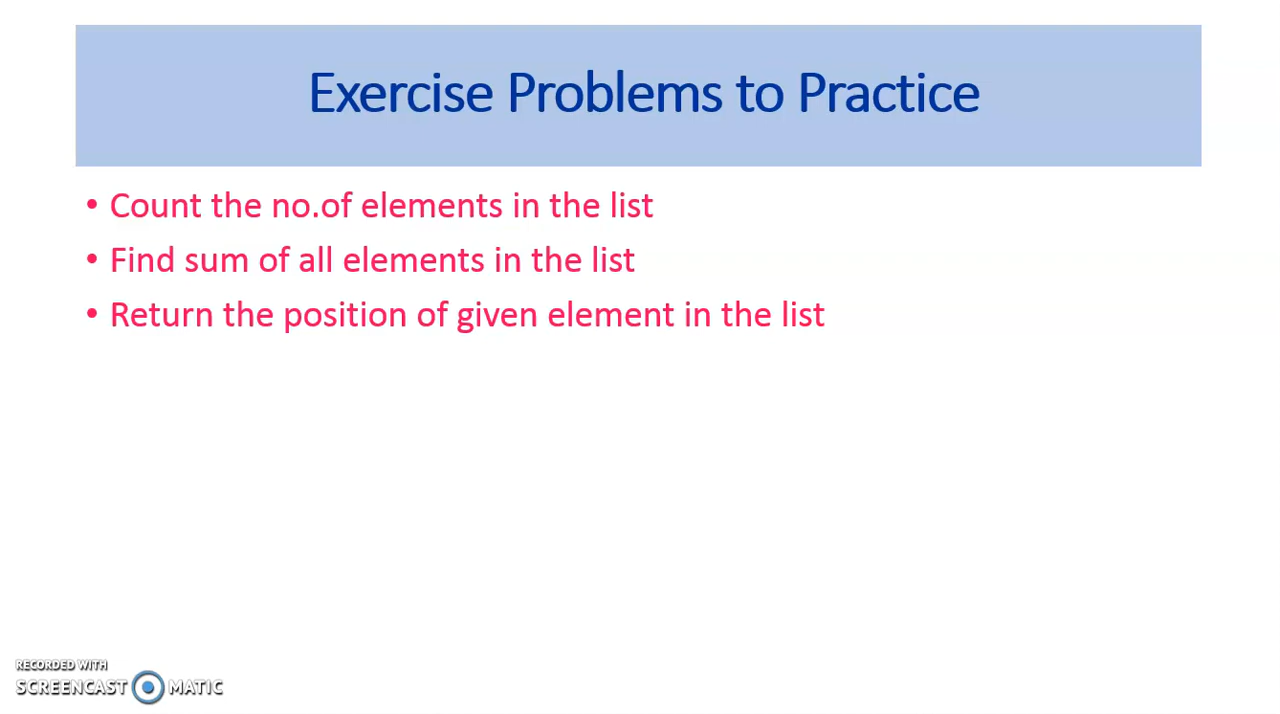 Exercise Problems to Practice
• Count the no.of elements in the list
• Find sum of all elements in the list
• Return the position of given element in the list
RECORDED WITH
SCREENCAST MATIC